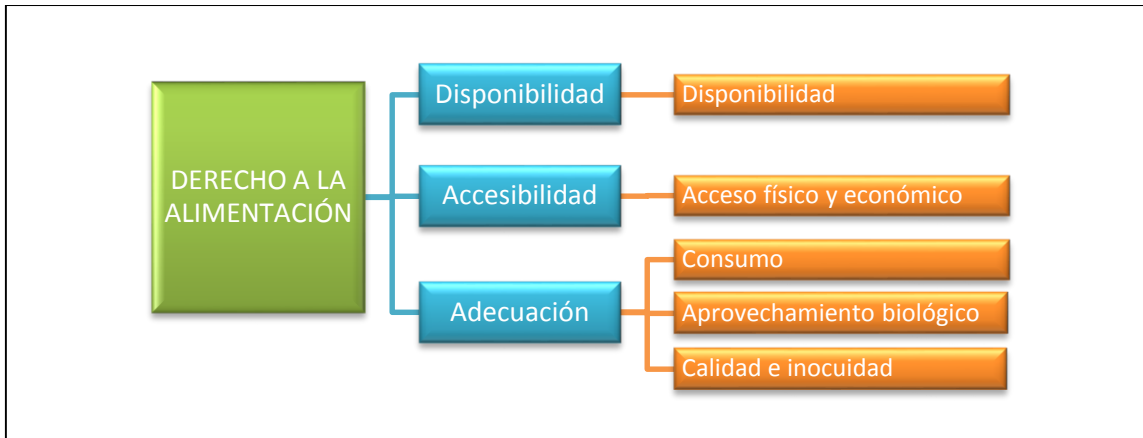 DERECHO A LA
ALIMENTACIÓN
Disponibilidad
Disponibilidad
Accesibilidad
Acceso físico y económico
Adecuación
Consumo
Aprovechamiento biológico
Calidad e inocuidad